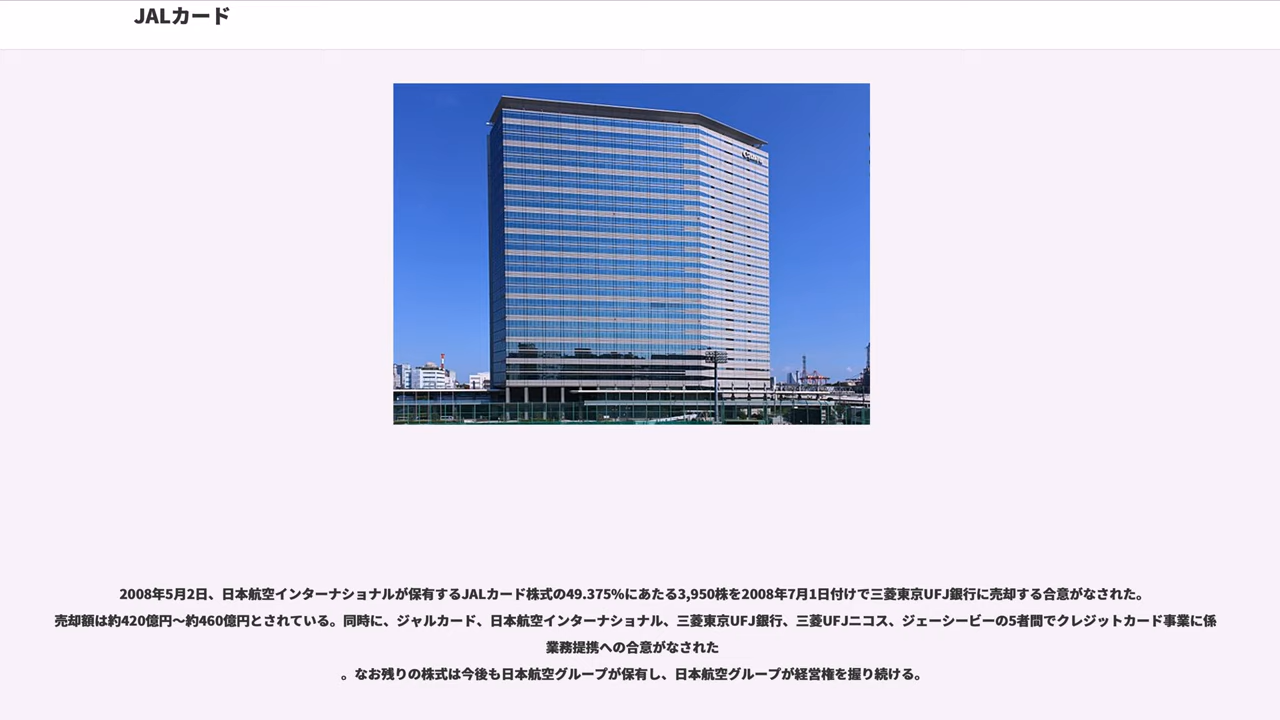 JALカード
2008年5月2日、日本航空インターナショナルが保有するJALカード株式の49.375%にあたる3,950株を2008年7月1日付けで三菱東京UFJ銀行に売却する合意がなされた。
売却額は約420億円〜約460億円とされている。同時に、ジャルカード、日本航空インターナショナル、三菱東京UFJ銀行、三菱UFJニコス、ジェーシービーの5者間でクレジットカード事業に係
業務提携への合意がなされた
。なお残りの株式は今後も日本航空グループが保有し、日本航空グループが経営権を握り続ける。